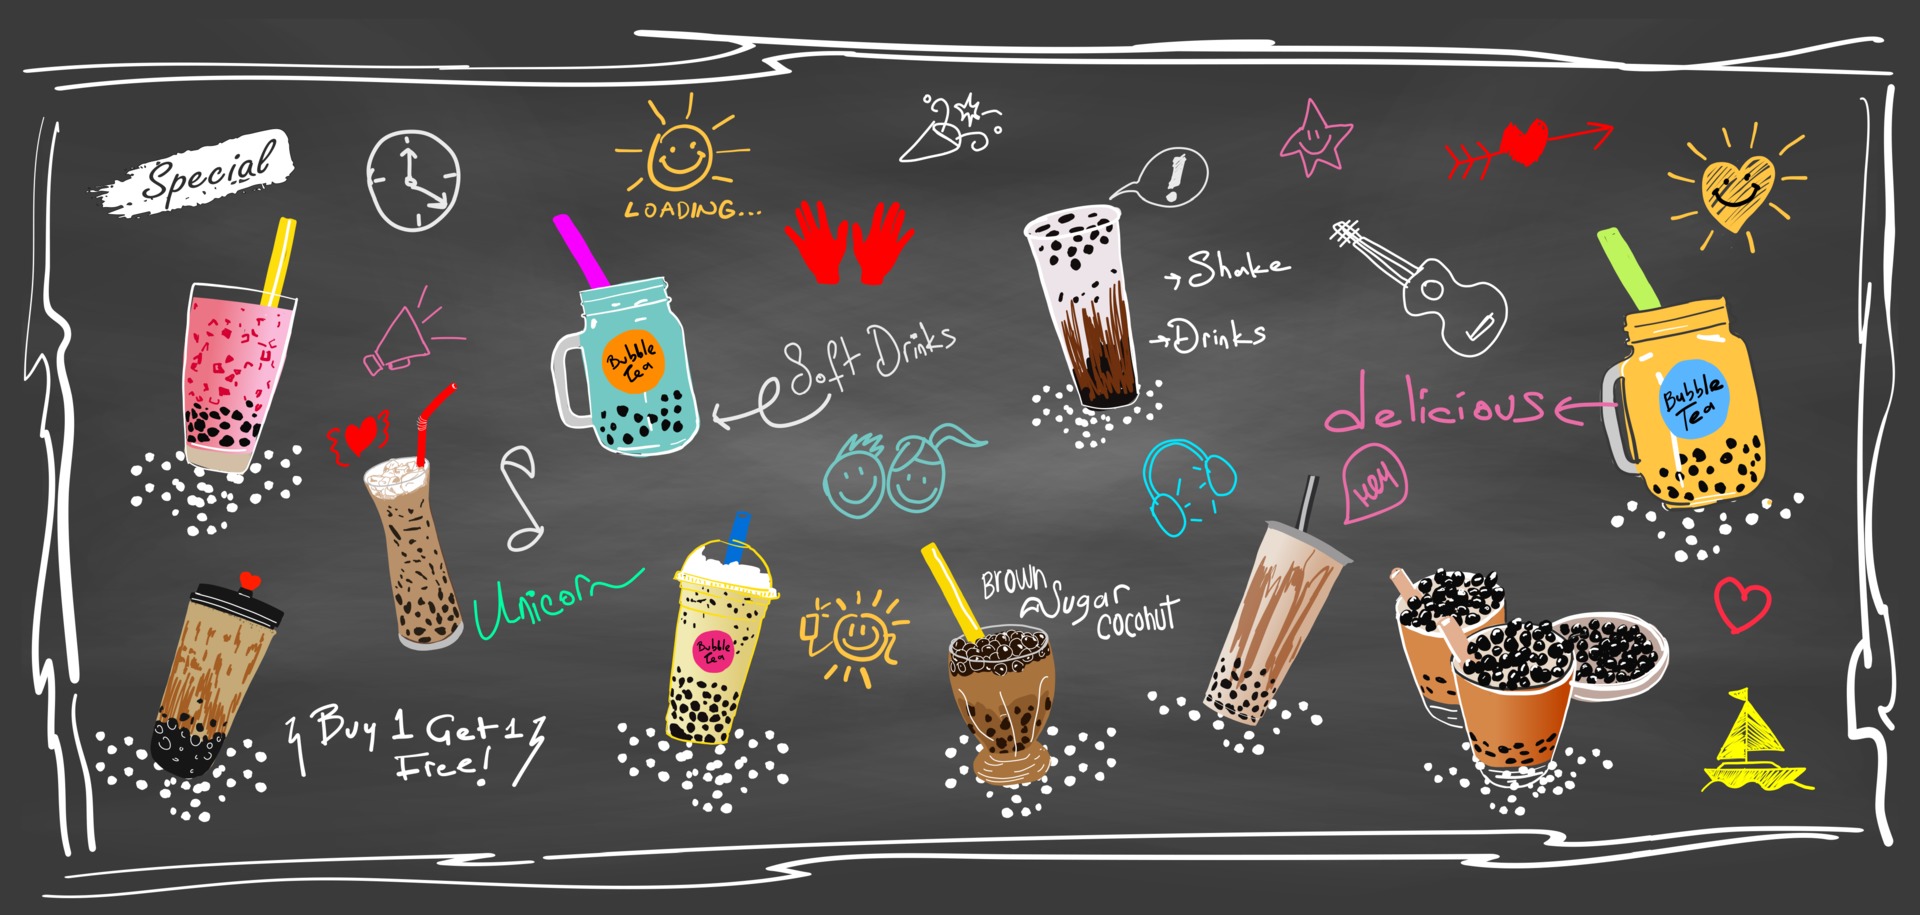 Special
LOADING...
!
Shake
Drinks
Bubble
Tea
Soft Drinks
delicious
Bubble
Tea
Hey
Unicorn
Brown
Sugar
Coconut
Bubble
Tea
Buy 1 Get 1
Free!